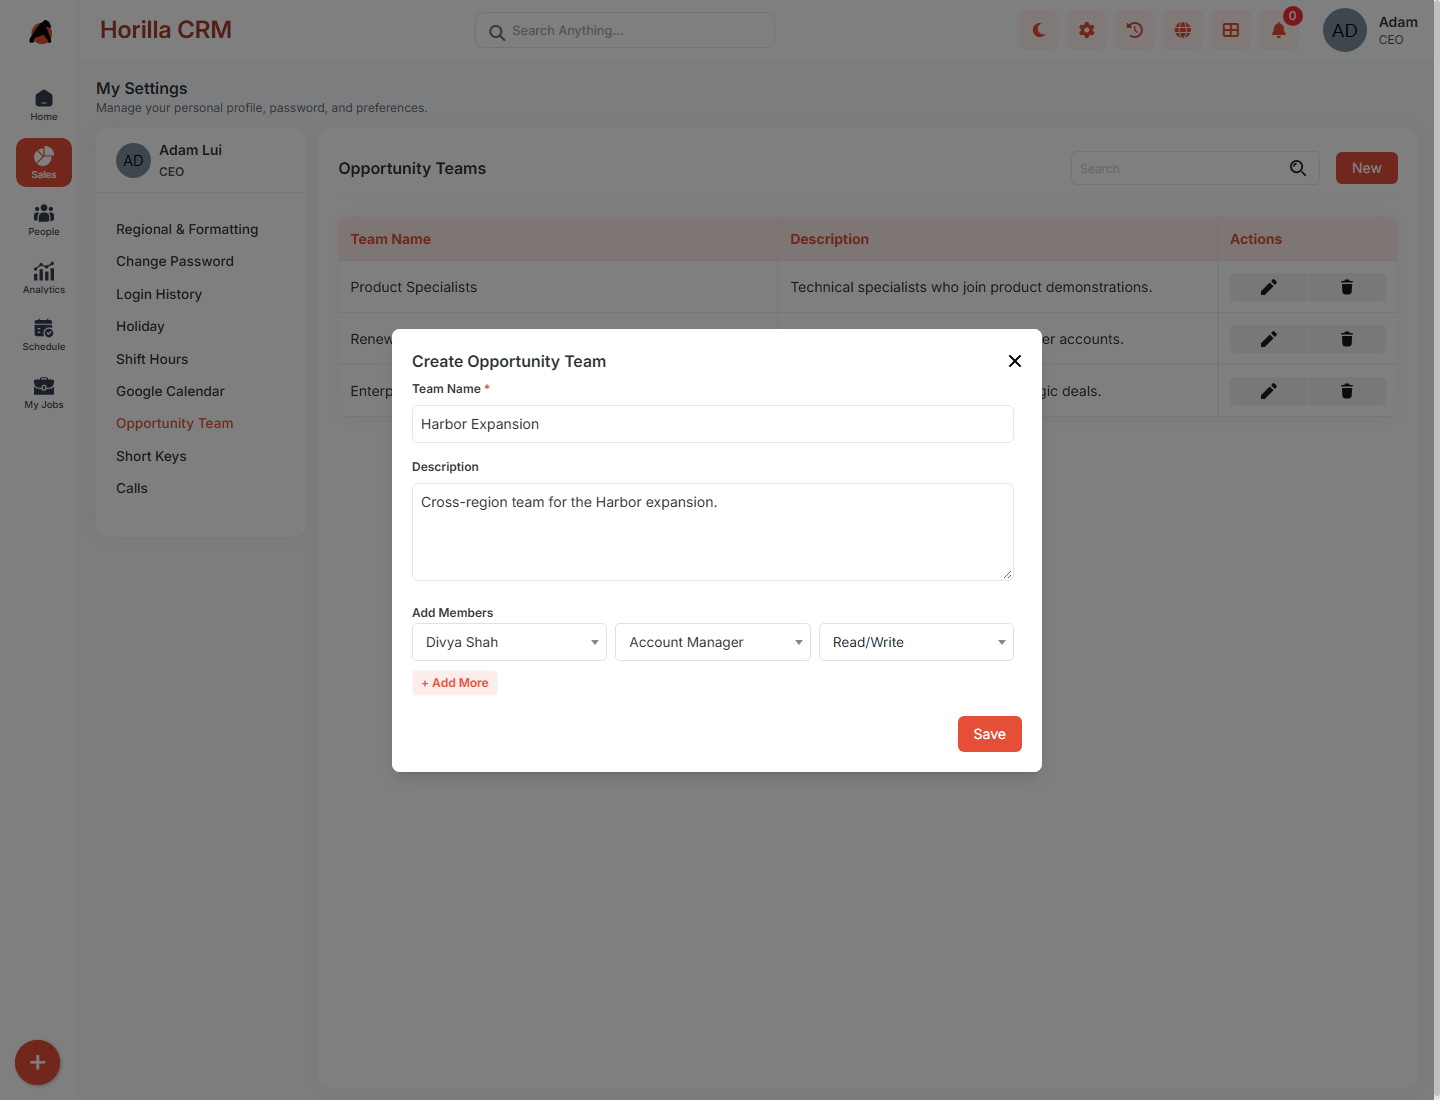 Horilla CRM
Search Anything...
0
AD
Adam
CEO
Home
Sales
People
Analytics
Schedule
My Jobs
My Settings
Manage your personal profile, password, and preferences.
AD
Adam Lui
CEO
Regional & Formatting
Change Password
Login History
Holiday
Shift Hours
Google Calendar
Opportunity Team
Short Keys
Calls
Opportunity Teams
Search
New
Team Name
Description
Actions
Product Specialists
Technical specialists who join product demonstrations.
accounts.
deals.
Create Opportunity Team
Team Name *
Harbor Expansion
Description
Cross-region team for the Harbor expansion.
Add Members
Divya Shah
Account Manager
Read/Write
+ Add More
Save